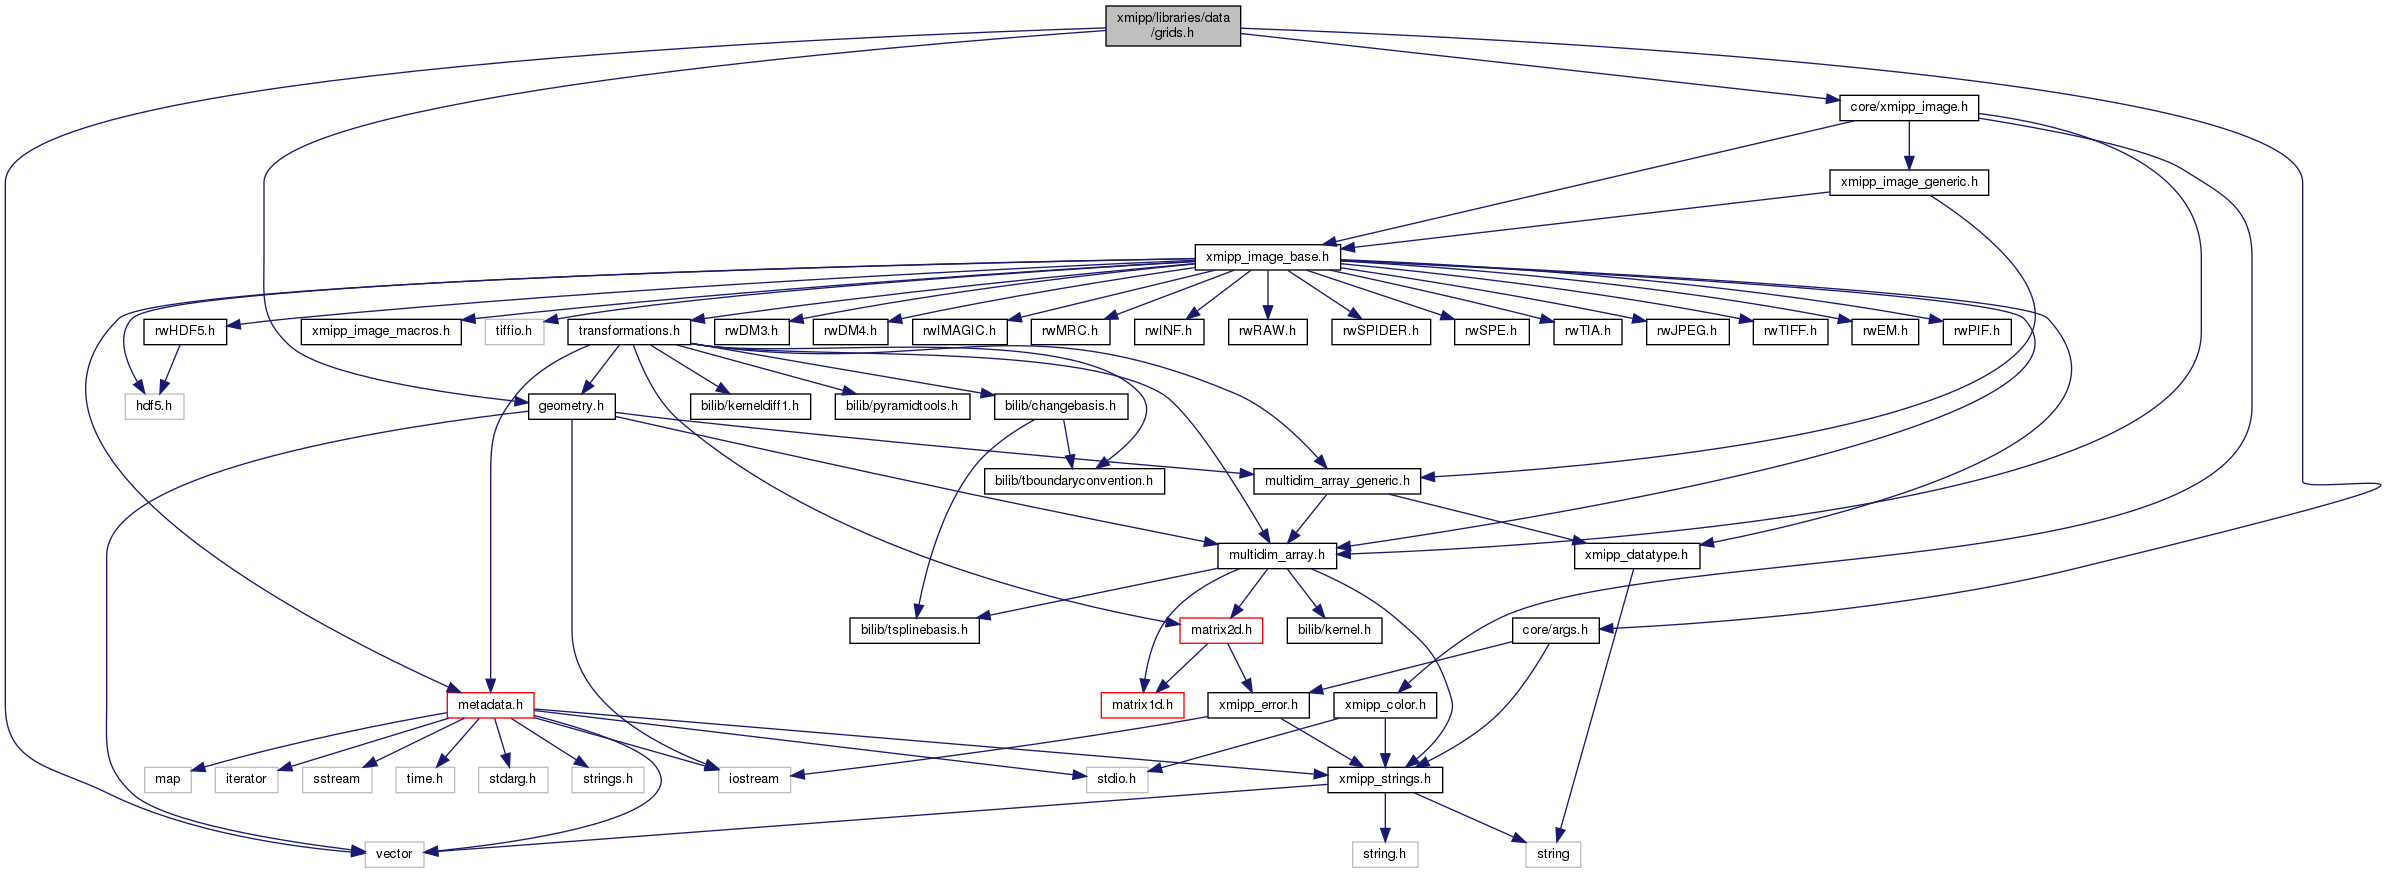 xmipp/libraries/data
/grids.h
core/xmipp_image.h
xmipp_image_generic.h
xmipp_image_base.h
rwHDF5.h
xmipp_image_macros.h
tiffio.h
transformations.h
rwDM3.h
rwDM4.h
rwIMAGIC.h
rwMRC.h
rwINF.h
rwRAW.h
rwSPIDER.h
rwSPE.h
rwTIA.h
rwJPEG.h
rwTIFF.h
rwEM.h
rwPIF.h
hdf5.h
geometry.h
bilib/kerneldiff1.h
bilib/pyramidtools.h
bilib/changebasis.h
bilib/tboundaryconvention.h
multidim_array_generic.h
multidim_array.h
xmipp_datatype.h
bilib/tsplinebasis.h
matrix2d.h
bilib/kernel.h
core/args.h
metadata.h
matrix1d.h
xmipp_error.h
xmipp_color.h
map
iterator
sstream
time.h
stdarg.h
strings.h
iostream
stdio.h
xmipp_strings.h
vector
string.h
string